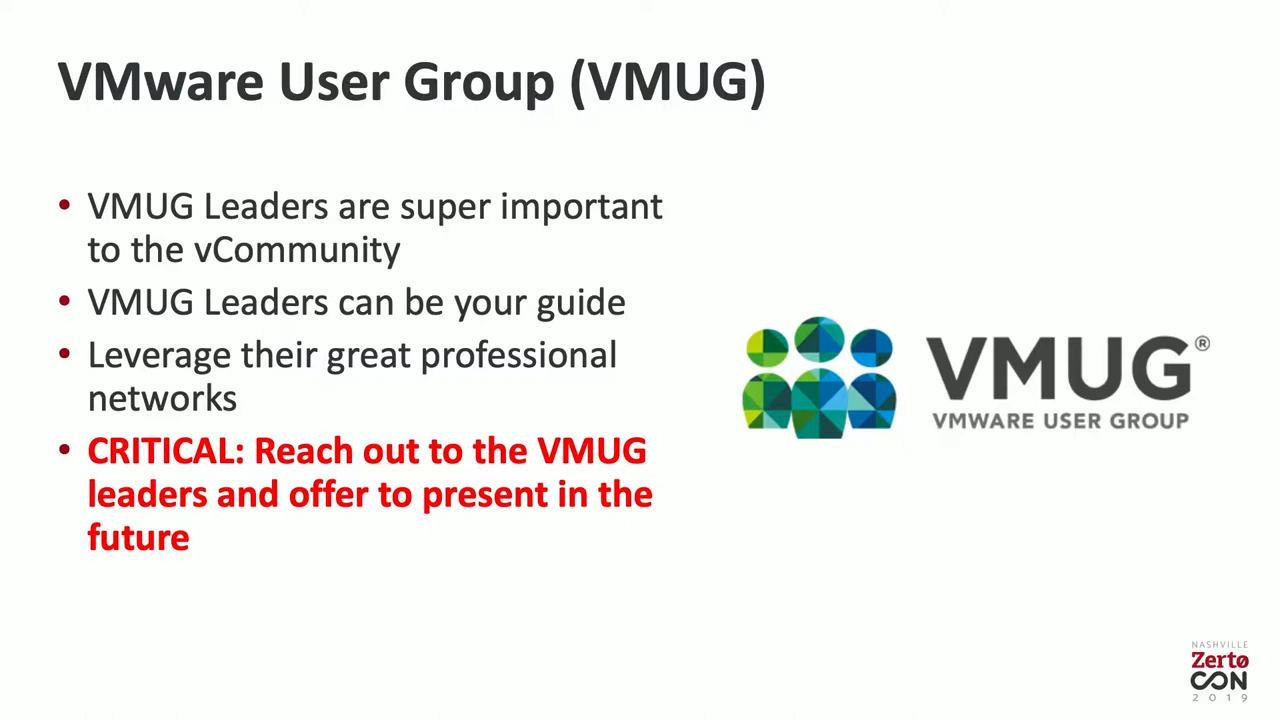 VMware User Group (VMUG)
• VMUG Leaders are super important
to the vCommunity
• VMUG Leaders can be your guide
• Leverage their great professional
networks
• CRITICAL: Reach out to the VMUG
leaders and offer to present in the
future
VMUG®
VMWARE USER GROUP
NASHVILLE
Zerto
CON
2019